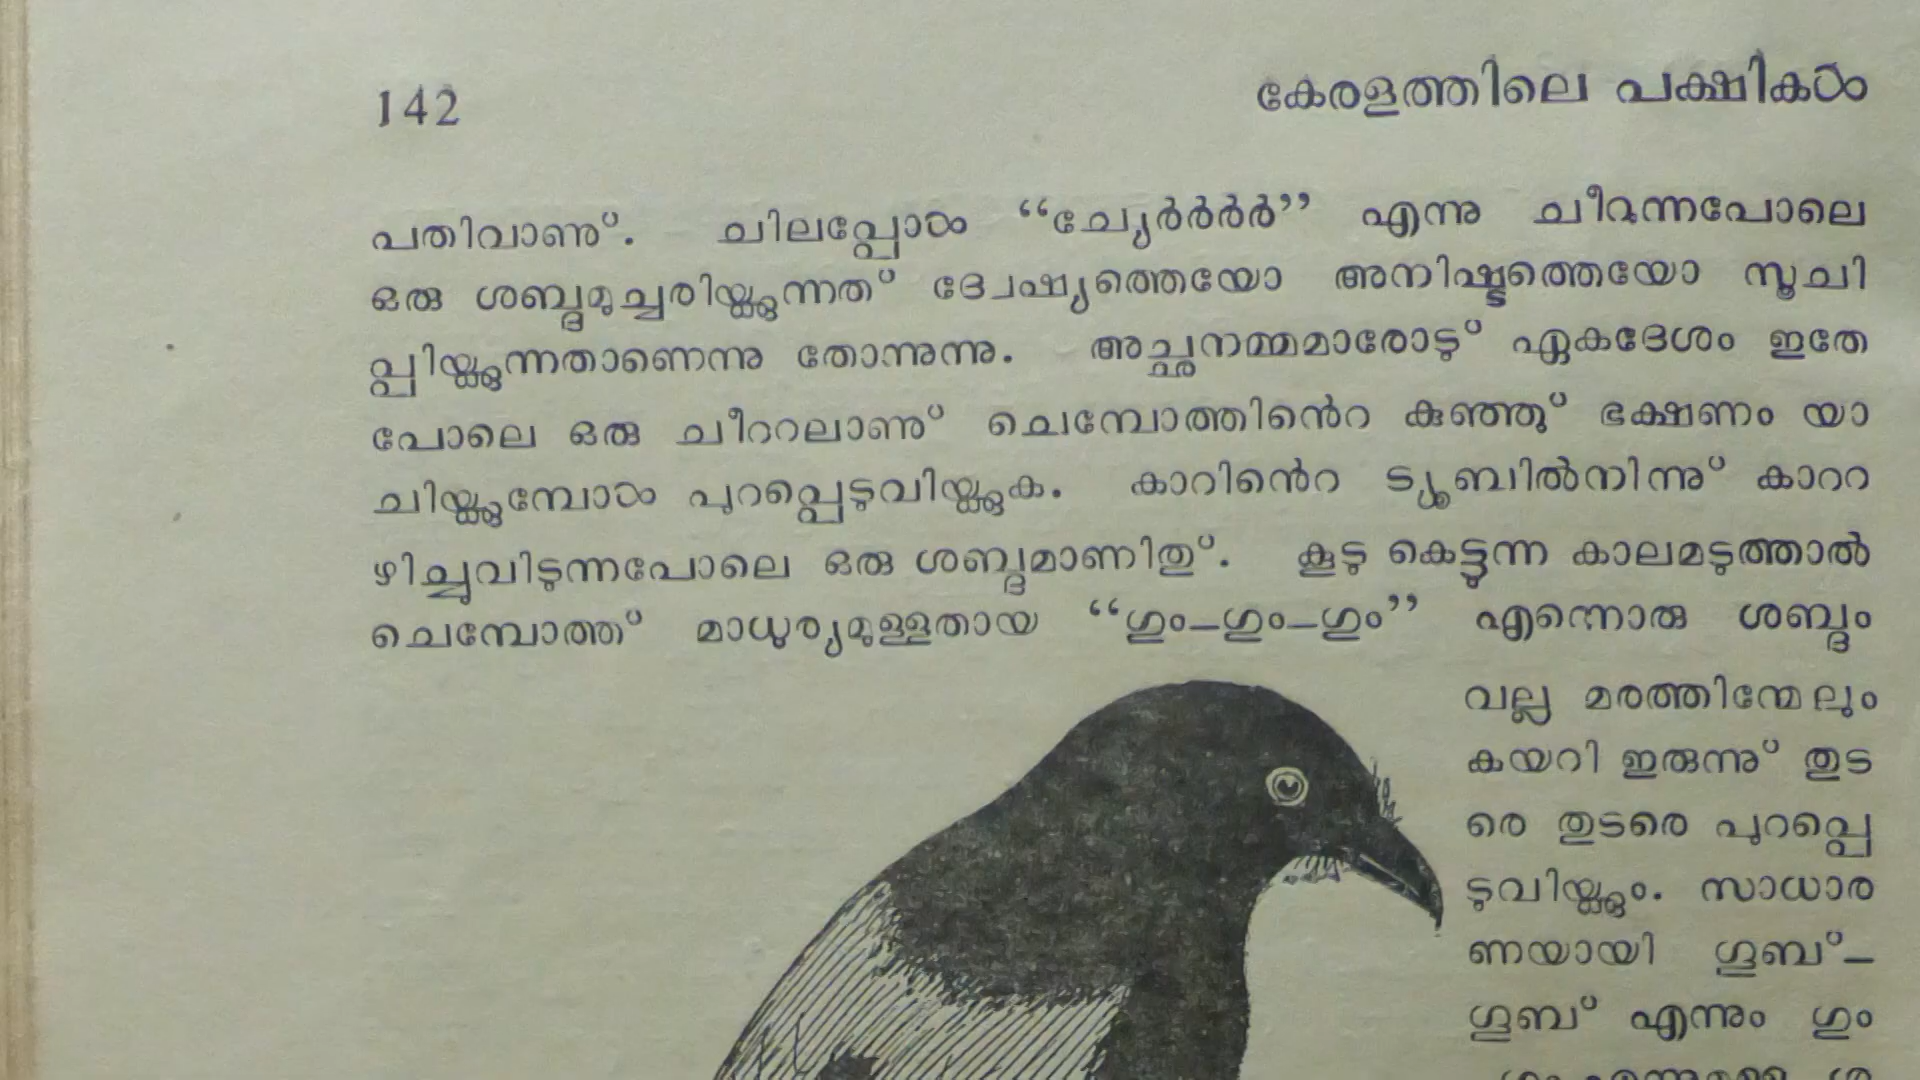 142
കേരളത്തിലെ പക്ഷികൾ
പതിവാണു്. ചിലപ്പോൾ “ച്യേർർർർ” എന്നു ചീറുന്നപോലെ
ഒരു ശബ്ദമുച്ചരിയ്ക്കുന്നതു് ദ്വേഷ്യത്തെയോ അനിഷ്ടത്തെയോ സൂചി
പ്പിയ്ക്കുന്നതാണെന്നു തോന്നുന്നു. അച്ഛനമ്മമാരോടു് ഏകദേശം ഇതേ
പോലെ ഒരു ചീററലാണു് ചെമ്പോത്തിൻെറ കുഞ്ഞു് ഭക്ഷണം യാ
ചിയ്ക്കുമ്പോൾ പുറപ്പെടുവിയ്ക്കുക. കാറിൻെറ ട്യൂബിൽനിന്നു് കാററ
ഴിച്ചുവിടുന്നപോലെ ഒരു ശബ്ദമാണിതു്. കൂടു കെട്ടുന്ന കാലമടുത്താൽ
ചെമ്പോത്ത് മാധുര്യമുള്ളതായ “ഗും–ഗും–ഗും” എന്നൊരു ശബ്ദം
വല്ല മരത്തിന്മേലും
കയറി ഇരുന്നു് തുട
രെ തുടരെ പുറപ്പെ
ടുവിയ്ക്കും. സാധാര
ണയായി ഗൂബ്–
ഗൂബ് എന്നും ഗും